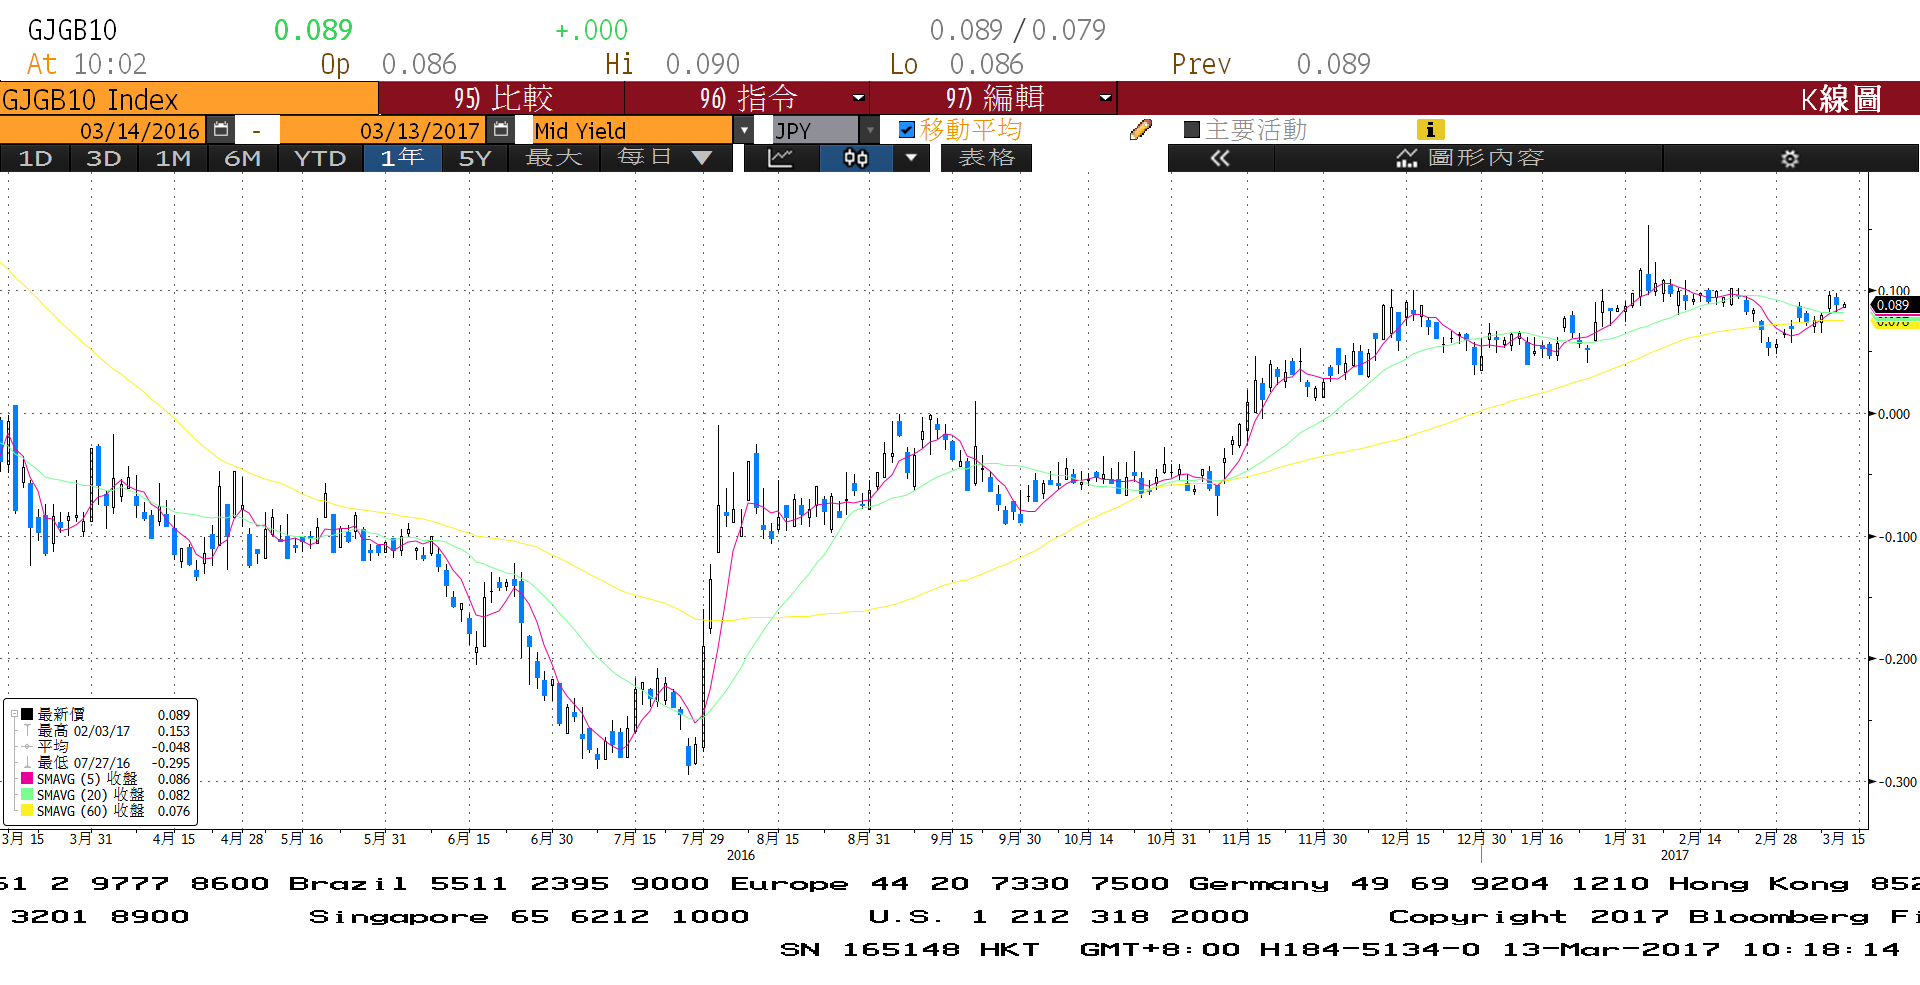 GJGB10 0.089 +.000 0.089 / 0.079
At 10:02 Op 0.086 Hi 0.090 Lo 0.086 Prev 0.089
GJGB10 Index 95) 比較 96) 指令 97) 編輯 K線圖
03/14/2016 - 03/13/2017 Mid Yield JPY 移動平均 主要活動
1D 3D 1M 6M YTD 1年 5Y 最大 每日 表格 圖形內容
0.100
0.089
0.076
0.000
-0.100
-0.200
-0.300
最新價 0.089
最高 02/03/17 0.153
平均 -0.048
最低 07/27/16 -0.295
SMAVG (5) 收盤 0.086
SMAVG (20) 收盤 0.082
SMAVG (60) 收盤 0.076
3月 15 3月 31 4月 15 4月 28 5月 16 5月 31 6月 15 6月 30 7月 15 7月 29 8月 15 8月 31 9月 15 9月 30 10月 14 10月 31 11月 15 11月 30 12月 15 12月 30 1月 16 1月 31 2月 14 2月 28 3月 15
2016 2017
61 2 9777 8600 Brazil 5511 2395 9000 Europe 44 20 7330 7500 Germany 49 69 9204 1210 Hong Kong 852
3201 8900 Singapore 65 6212 1000 U.S. 1 212 318 2000 Copyright 2017 Bloomberg Fi
SN 165148 HKT GMT+8:00 H184-5134-0 13-Mar-2017 10:18:14